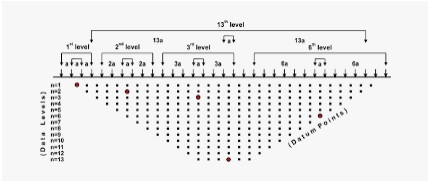 13th level
13a a 13a
1st level 2nd level 3rd level 6th level
a a a 2a a 2a 3a a 3a 6a a 6a
n=1
n=2
n=3
n=4
n=5
n=6
n=7
n=8
n=9
n=10
n=11
n=12
n=13
(Data Levels)
(Datum Points)